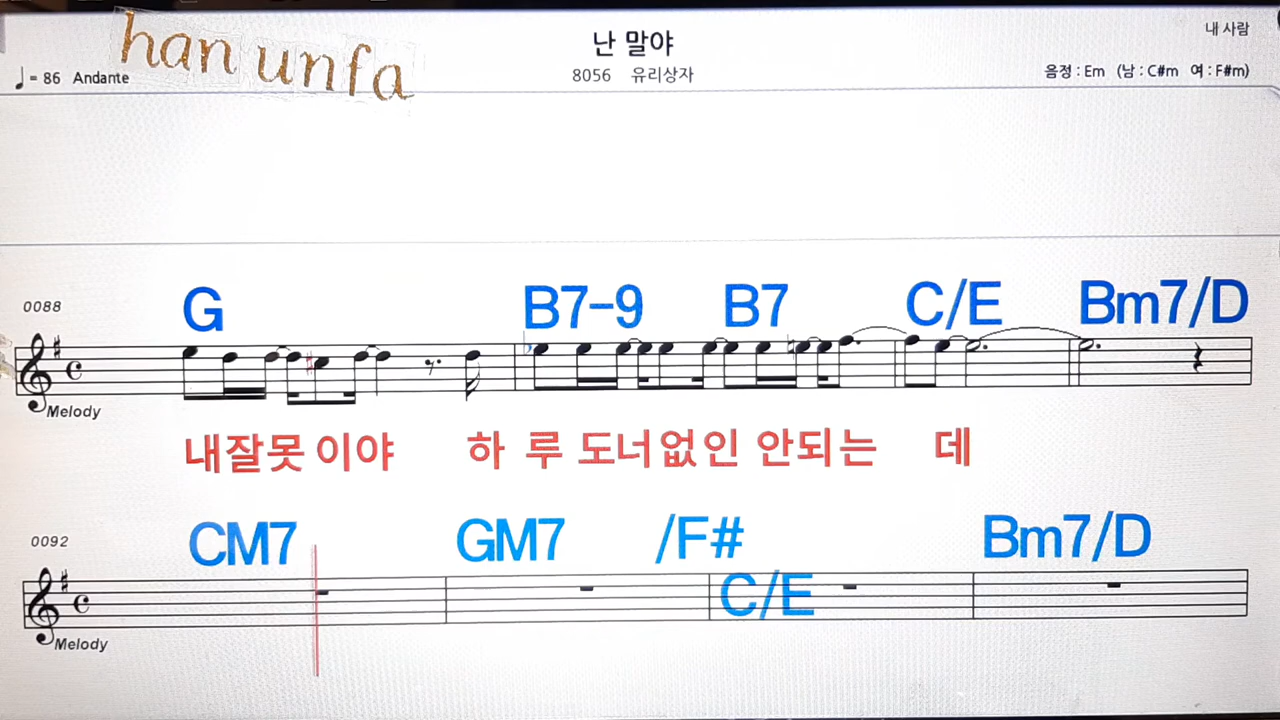 han unfa
난 말야
내 사람
♩= 86 Andante
8056 유리상자
음정 : Em (남 : C#m 여 : F#m)
0088
G B7-9 B7 C/E Bm7/D
Melody
내잘못 이야 하 루 도너없인 안되는 데
0092
CM7 GM7 /F# C/E Bm7/D
Melody